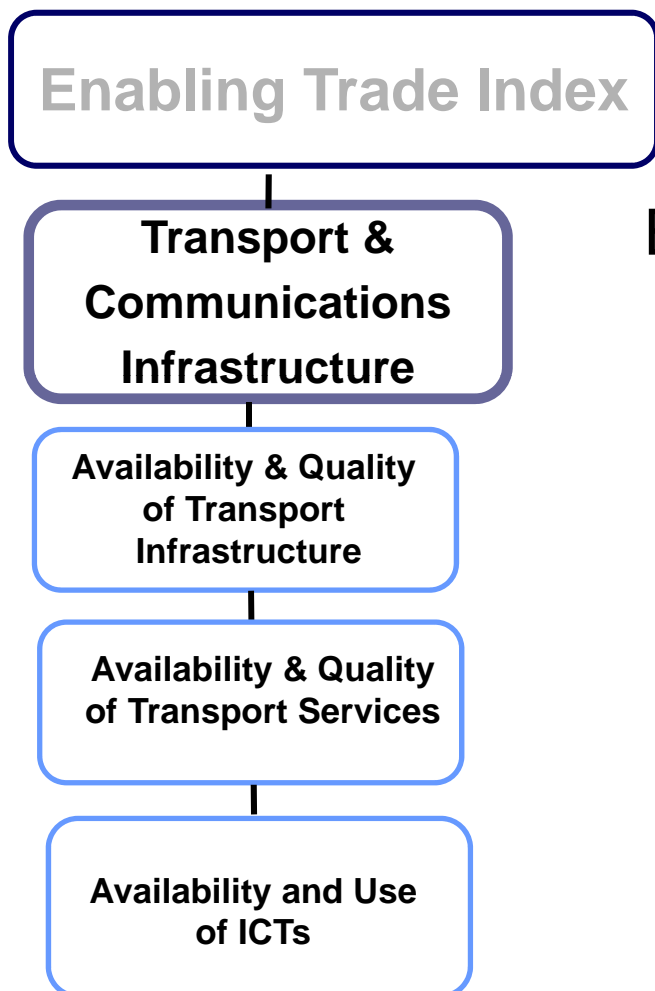 Enabling Trade Index
Transport &
Communications
Infrastructure
Availability & Quality
of Transport
Infrastructure
Availability & Quality
of Transport Services
Availability and Use
of ICTs